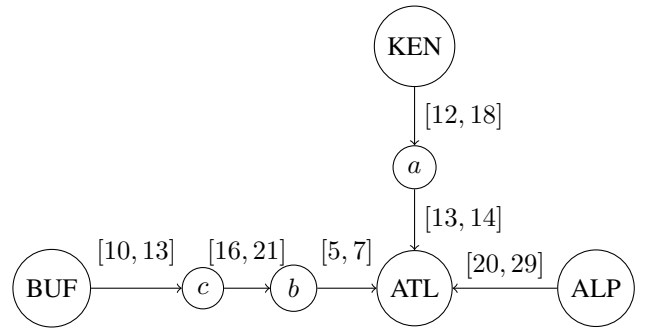 KEN
[12, 18]
a
[13, 14]
[10, 13] [16, 21] [5, 7] [20, 29]
BUF c b ATL ALP